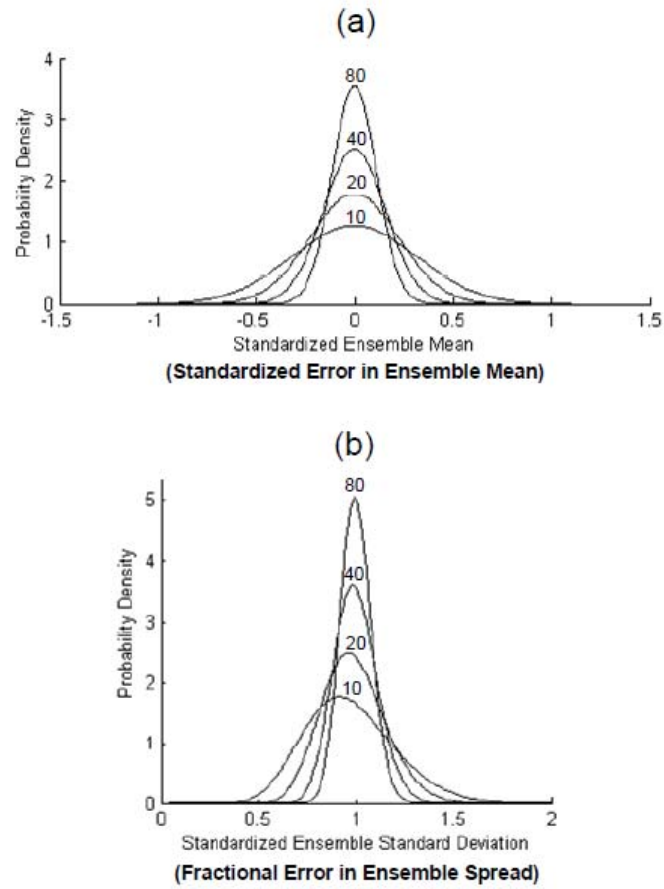 (a)
4
3
2
1
0
Probability Density
80
40
20
10
-1.5 -1 -0.5 0 0.5 1 1.5
Standardized Ensemble Mean
(Standardized Error in Ensemble Mean)
(b)
5
4
3
2
1
0
Probability Density
80
40
20
10
0 0.5 1 1.5 2
Standardized Ensemble Standard Deviation
(Fractional Error in Ensemble Spread)